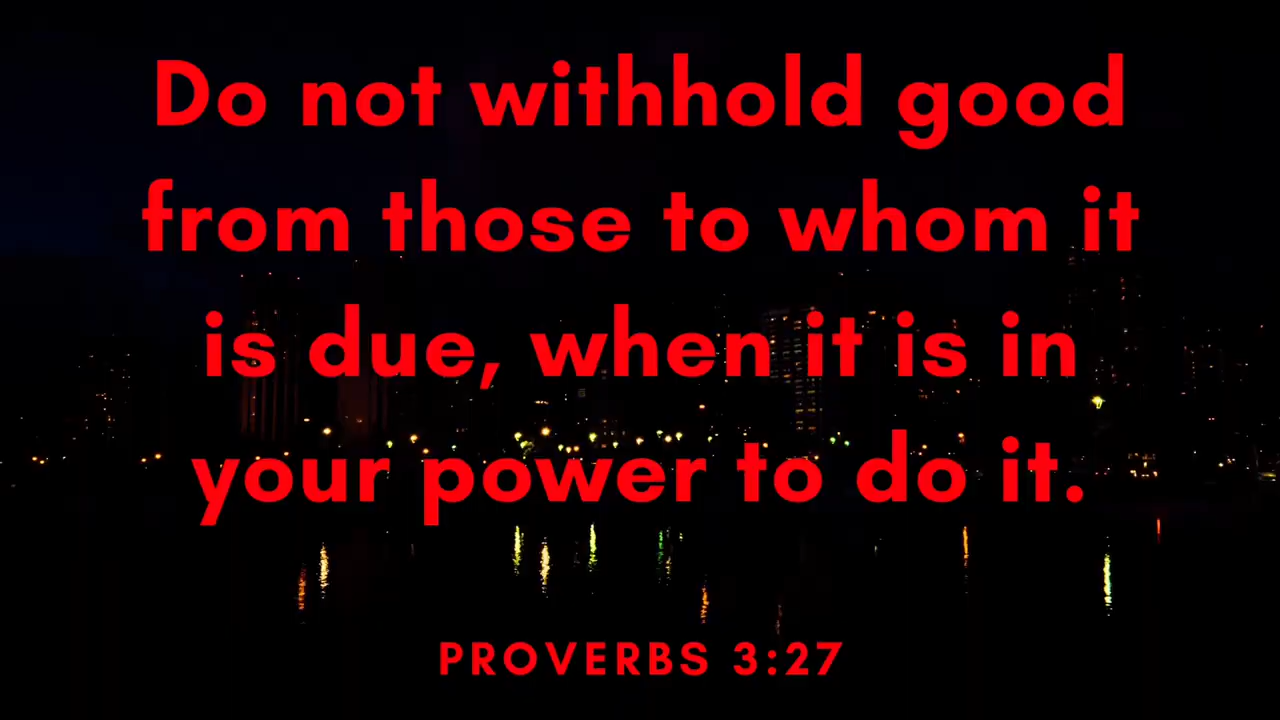 Do not withhold good
from those to whom it
is due, when it is in
your power to do it.
PROVERBS 3:27